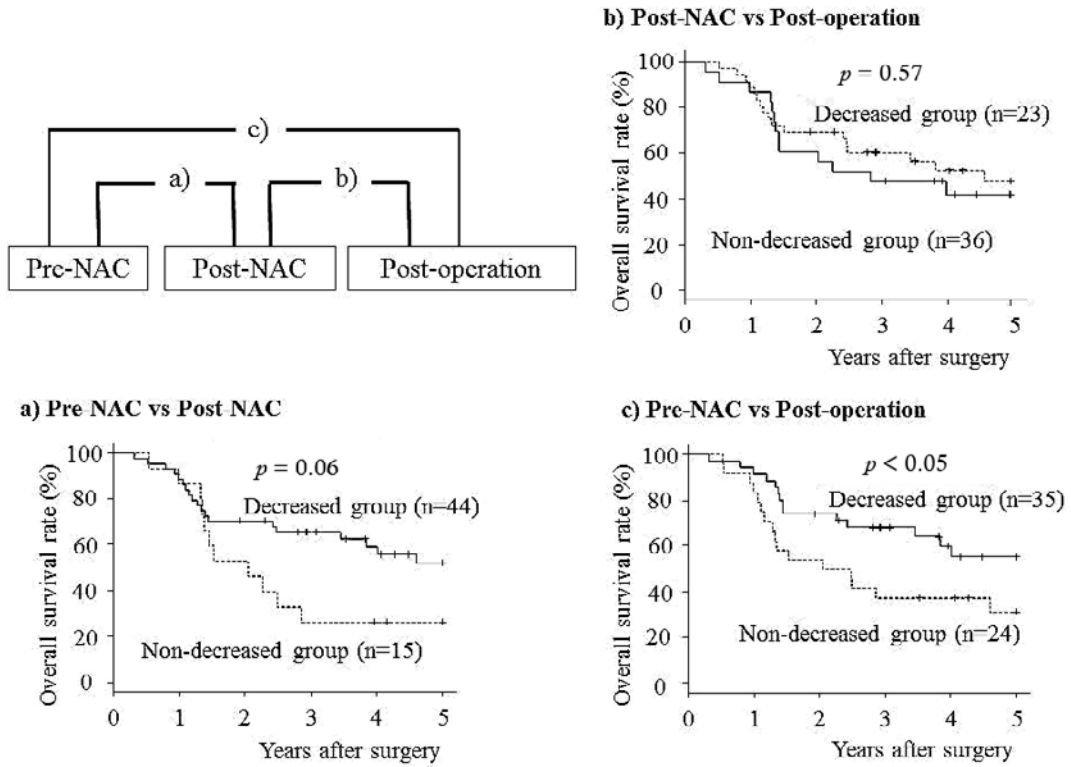 c)
a)
b)
Pre-NAC
Post-NAC
Post-operation
b) Post-NAC vs Post-operation
Overall survival rate (%)
100
80
60
40
20
0
p = 0.57
Decreased group (n=23)
Non-decreased group (n=36)
0 1 2 3 4 5
Years after surgery
a) Pre-NAC vs Post-NAC
Overall survival rate (%)
100
80
60
40
20
0
p = 0.06
Decreased group (n=44)
Non-decreased group (n=15)
0 1 2 3 4 5
Years after surgery
c) Pre-NAC vs Post-operation
Overall survival rate (%)
100
80
60
40
20
0
p < 0.05
Decreased group (n=35)
Non-decreased group (n=24)
0 1 2 3 4 5
Years after surgery